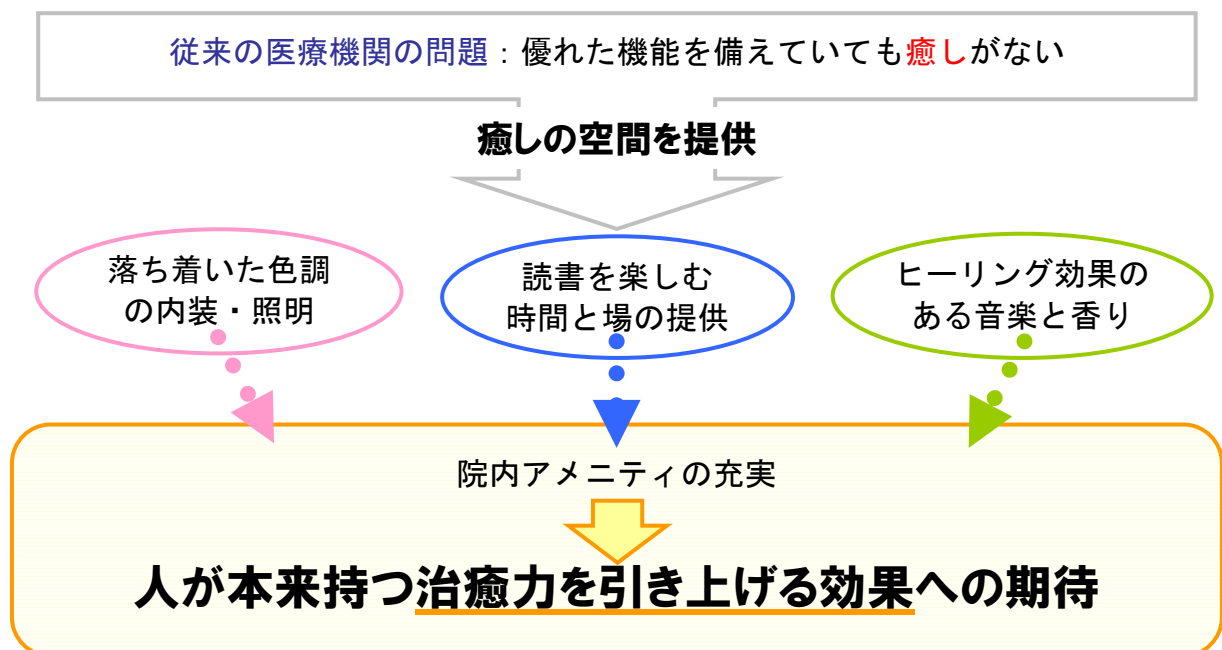 従来の医療機関の問題：優れた機能を備えていても癒しがない
癒しの空間を提供
落ち着いた色調
の内装・照明
読書を楽しむ
時間と場の提供
ヒーリング効果の
ある音楽と香り
院内アメニティの充実
人が本来持つ治癒力を引き上げる効果への期待